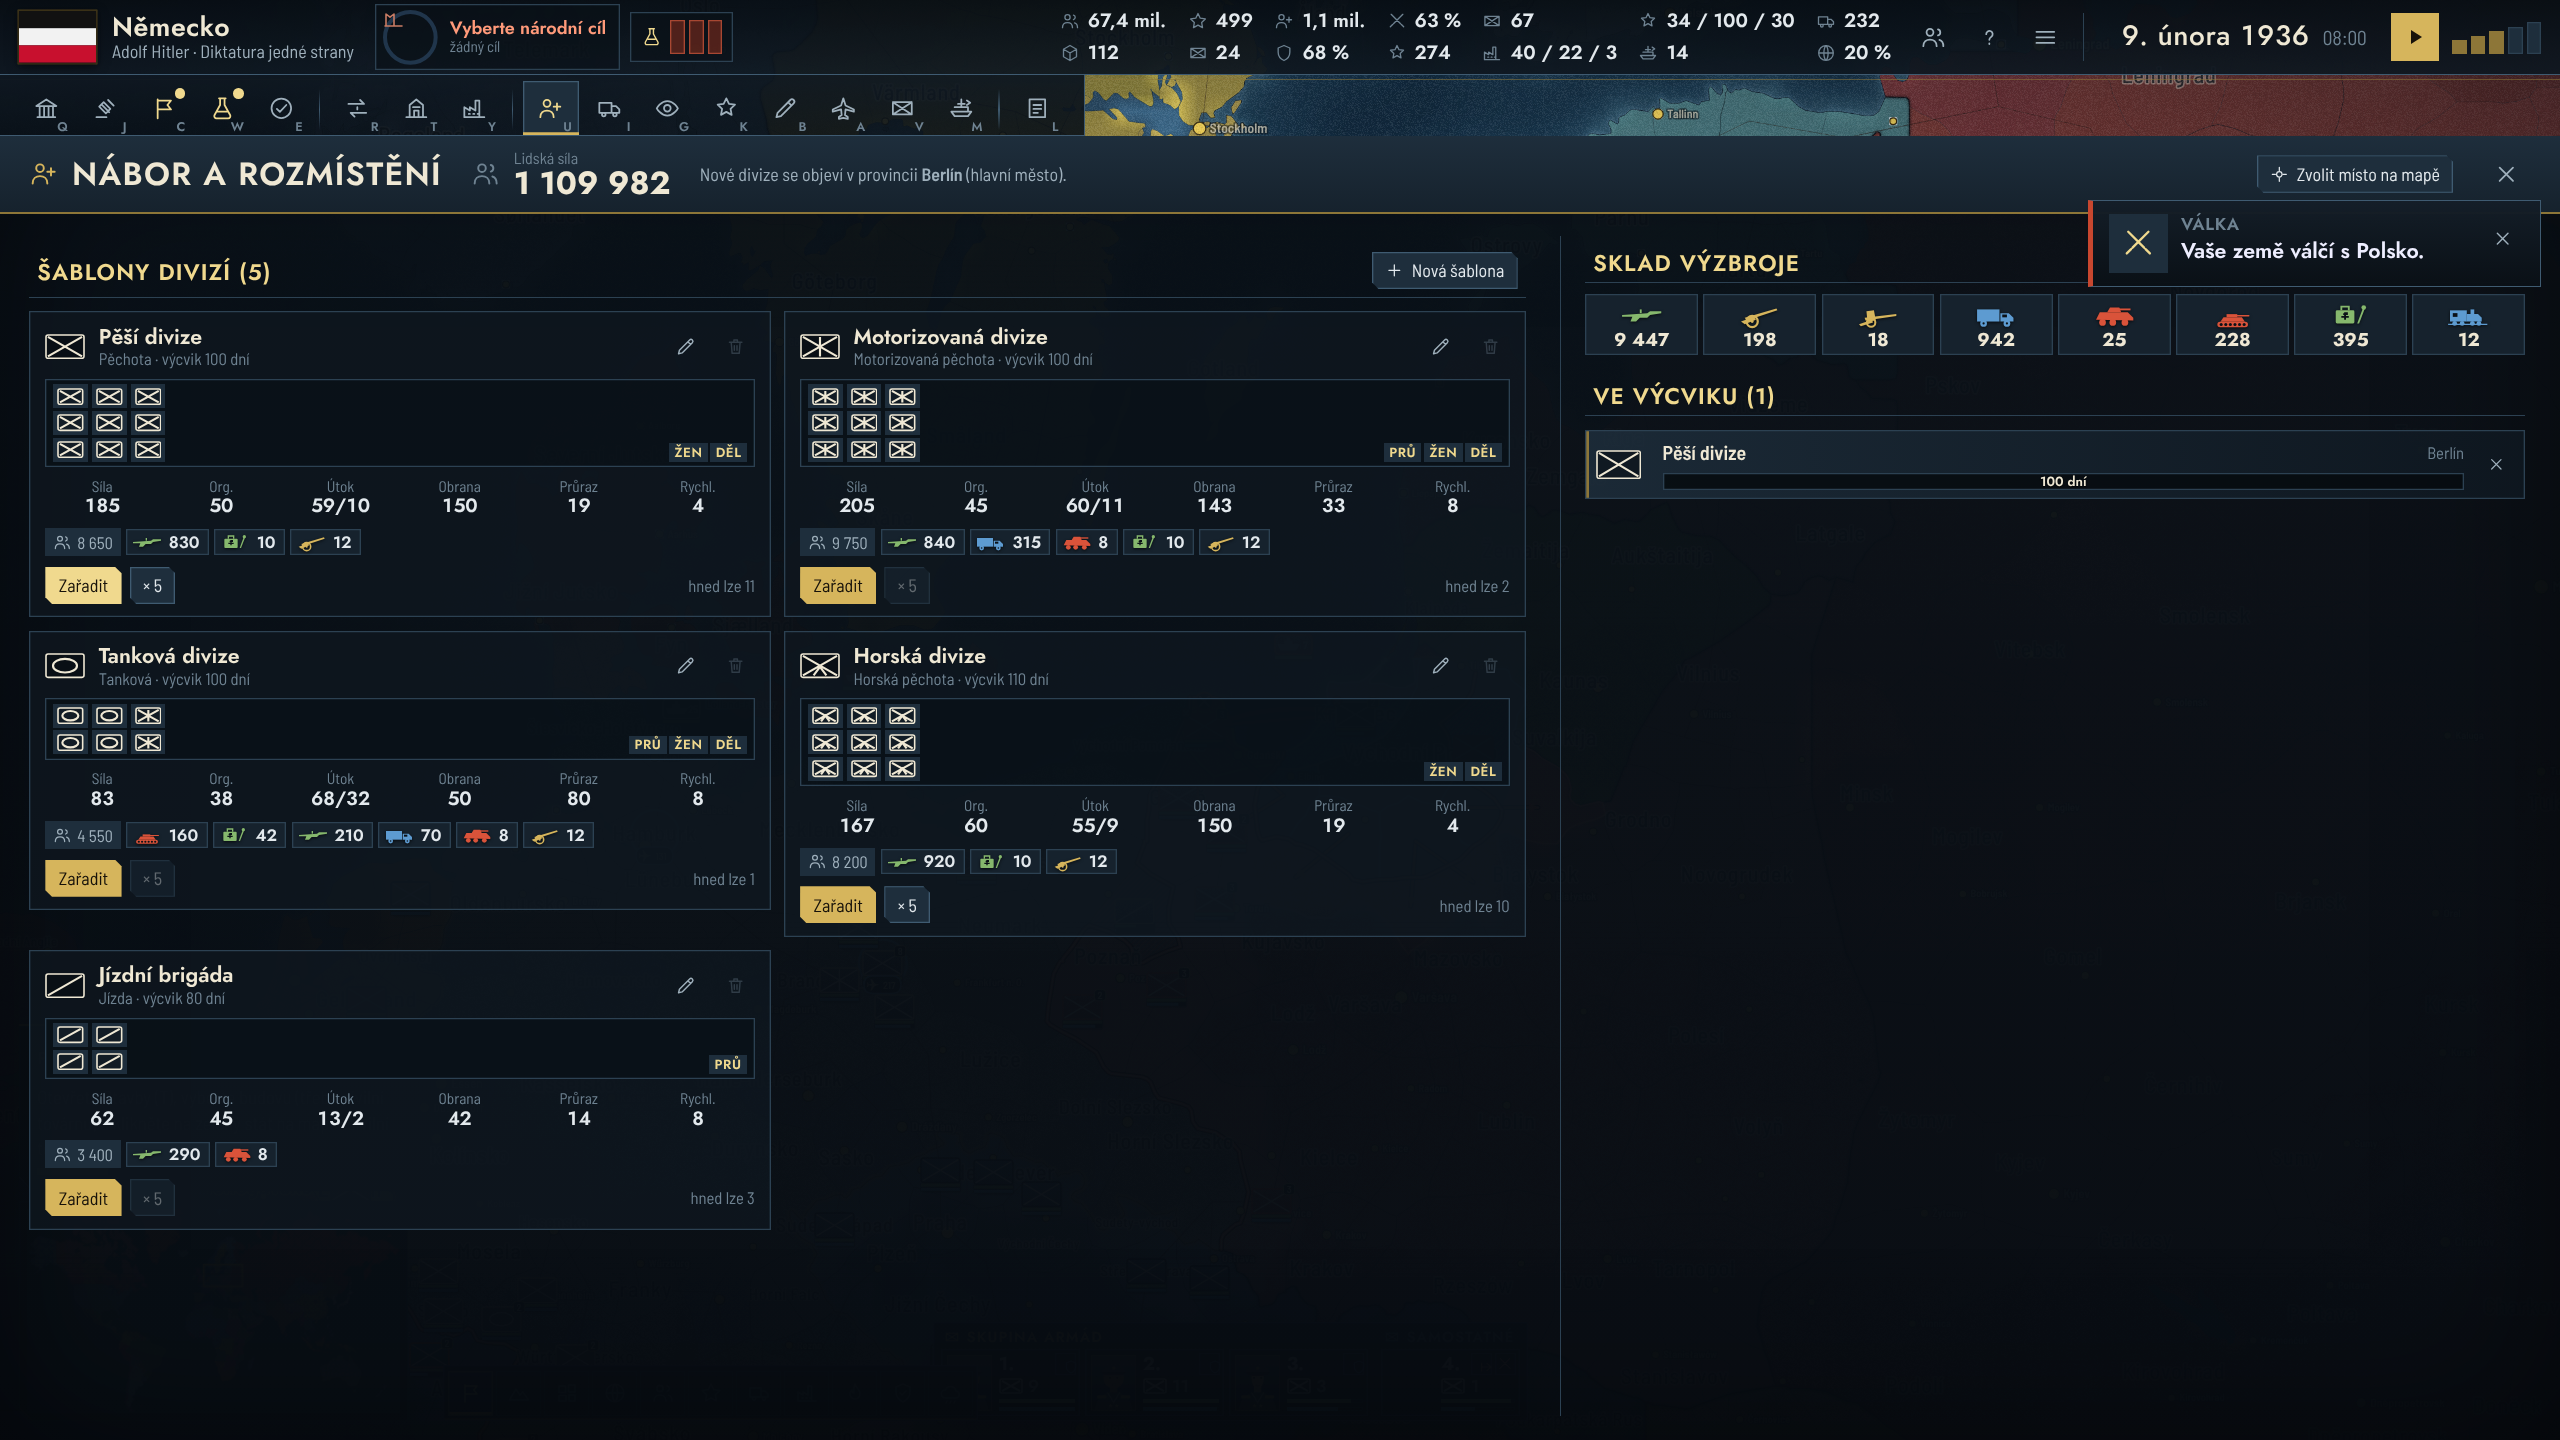 Německo
Adolf Hitler · Diktatura jedné strany
Vyberte národní cíl
žádný cíl
67,4 mil. 499 1,1 mil. 63 % 67 34 / 100 / 30 232
112 24 68 % 274 40 / 22 / 3 14 20 %
?
9. února 1936 08:00
Q J C W E R T Y U I G K B A V M L
Stockholm
Tallinn
Leningrad
NÁBOR A ROZMÍSTĚNÍ
Lidská síla
1 109 982
Nové divize se objeví v provincii Berlín (hlavní město).
Zvolit místo na mapě
VÁLKA
Vaše země válčí s Polsko.
ŠABLONY DIVIZÍ (5)
Nová šablona
Pěší divize
Pěchota · výcvik 100 dní
ŽEN DĚL
Síla Org. Útok Obrana Průraz Rychl.
185 50 59/10 150 19 4
8 650 830 10 12
Zařadit × 5 hned lze 11
Motorizovaná divize
Motorizovaná pěchota · výcvik 100 dní
PRŮ ŽEN DĚL
Síla Org. Útok Obrana Průraz Rychl.
205 45 60/11 143 33 8
9 750 840 315 8 10 12
Zařadit × 5 hned lze 2
Tanková divize
Tanková · výcvik 100 dní
PRŮ ŽEN DĚL
Síla Org. Útok Obrana Průraz Rychl.
83 38 68/32 50 80 8
4 550 160 42 210 70 8 12
Zařadit × 5 hned lze 1
Horská divize
Horská pěchota · výcvik 110 dní
ŽEN DĚL
Síla Org. Útok Obrana Průraz Rychl.
167 60 55/9 150 19 4
8 200 920 10 12
Zařadit × 5 hned lze 10
Jízdní brigáda
Jízda · výcvik 80 dní
PRŮ
Síla Org. Útok Obrana Průraz Rychl.
62 45 13/2 42 14 8
3 400 290 8
Zařadit × 5 hned lze 3
SKLAD VÝZBROJE
9 447 198 18 942 25 228 395 12
VE VÝCVIKU (1)
Pěší divize
Berlín
100 dní